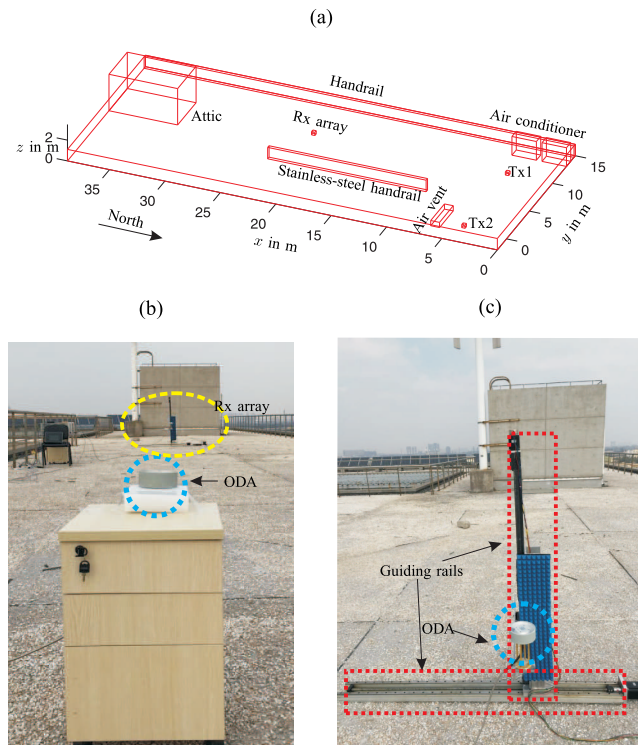 (a)
Handrail
Air conditioner
Attic
Rx array
z in m
2
0
15
10
5
0
Tx1
Stainless-steel handrail
Air vent
Tx2
North
35
30
25
20
15
10
5
0
x in m
y in m
(b)
(c)
Rx array
ODA
Guiding rails
ODA